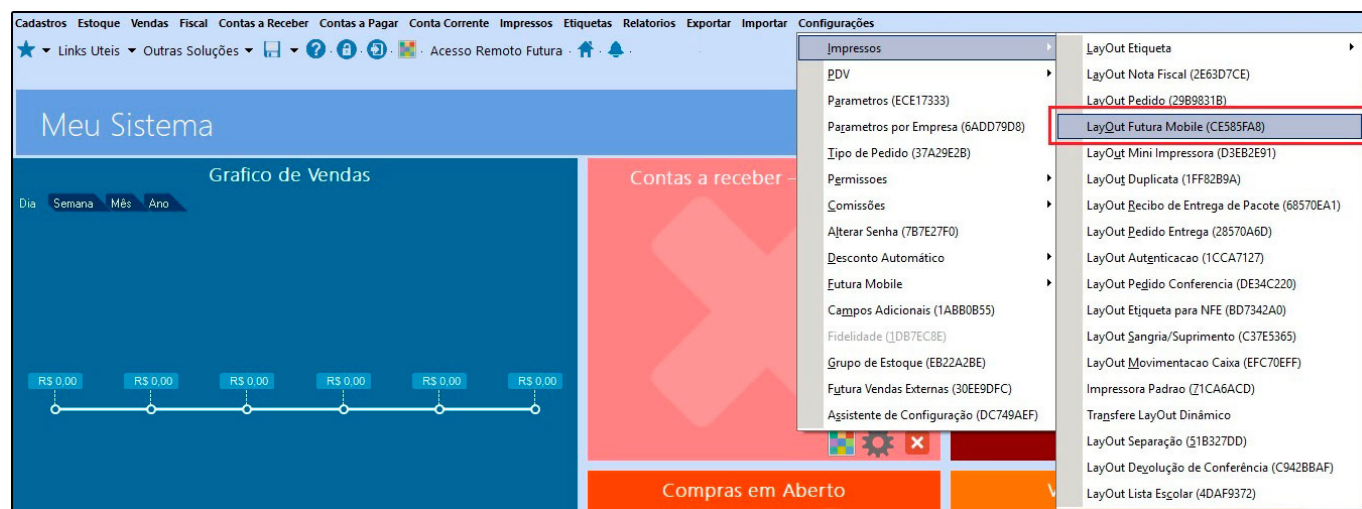 Cadastros Estoque Vendas Fiscal Contas a Receber Contas a Pagar Conta Corrente Impressos Etiquetas Relatorios Exportar Importar Configurações
Links Uteis Outras Soluções Acesso Remoto Futura
Meu Sistema
Grafico de Vendas
Dia Semana Mês Ano
R$ 0,00 R$ 0,00 R$ 0,00 R$ 0,00 R$ 0,00 R$ 0,00
Contas a receber –
Compras em Aberto
V
Impressos
PDV
Parametros (ECE17333)
Parametros por Empresa (6ADD79D8)
Tipo de Pedido (37A29E2B)
Permissoes
Comissões
Alterar Senha (7B7E27F0)
Desconto Automático
Futura Mobile
Campos Adicionais (1ABB0B55)
Fidelidade (1DB7EC8E)
Grupo de Estoque (EB22A2BE)
Futura Vendas Externas (30EE9DFC)
Assistente de Configuração (DC749AEF)
LayOut Etiqueta
LayOut Nota Fiscal (2E63D7CE)
LayOut Pedido (29B9831B)
LayOut Futura Mobile (CE585FA8)
LayOut Mini Impressora (D3EB2E91)
LayOut Duplicata (1FF82B9A)
LayOut Recibo de Entrega de Pacote (68570EA1)
LayOut Pedido Entrega (28570A6D)
LayOut Autenticacao (1CCA7127)
LayOut Pedido Conferencia (DE34C220)
LayOut Etiqueta para NFE (BD7342A0)
LayOut Sangria/Suprimento (C37E5365)
LayOut Movimentacao Caixa (EFC70EFF)
Impressora Padrao (71CA6ACD)
Transfere LayOut Dinámico
LayOut Separação (51B327DD)
LayOut Devolução de Conferência (C942BBAF)
LayOut Lista Escolar (4DAF9372)